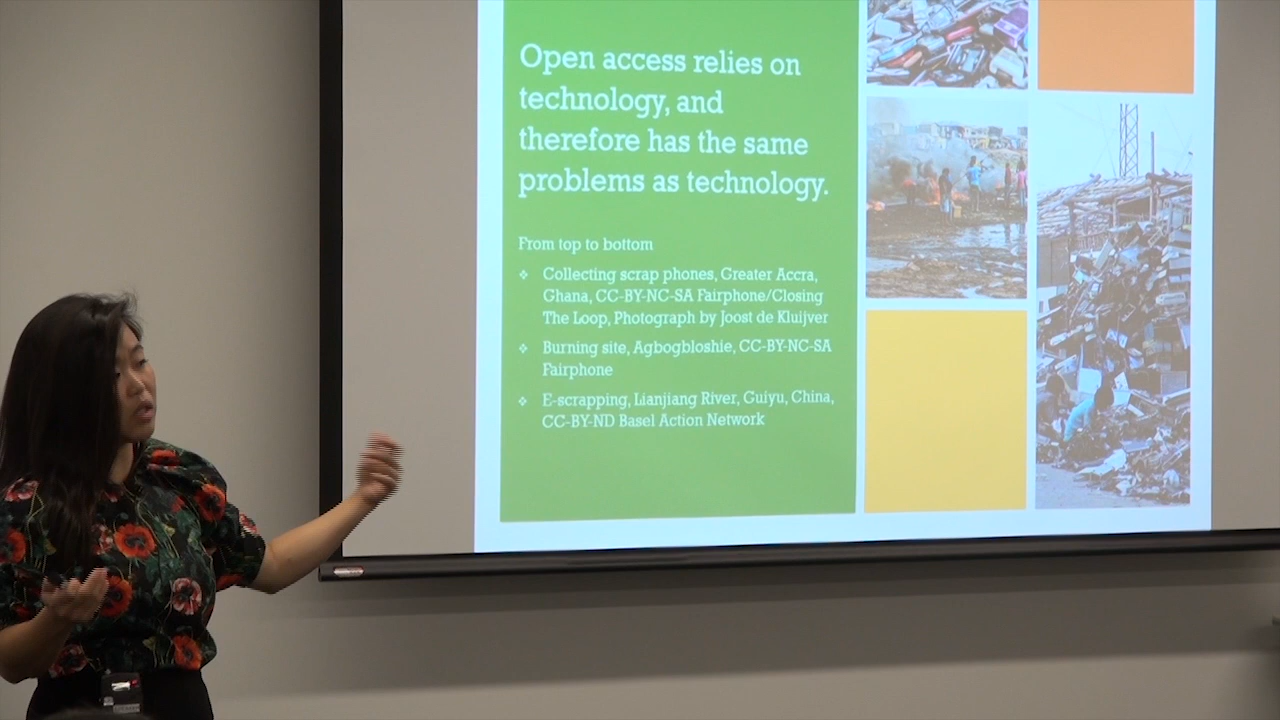 Open access relies on
technology, and
therefore has the same
problems as technology.
From top to bottom
Collecting scrap phones, Greater Accra,
Ghana, CC-BY-NC-SA Fairphone/Closing
The Loop, Photograph by Joost de Kluijver
Burning site, Agbogbloshie, CC-BY-NC-SA
Fairphone
E-scrapping, Lianjiang River, Guiyu, China,
CC-BY-ND Basel Action Network